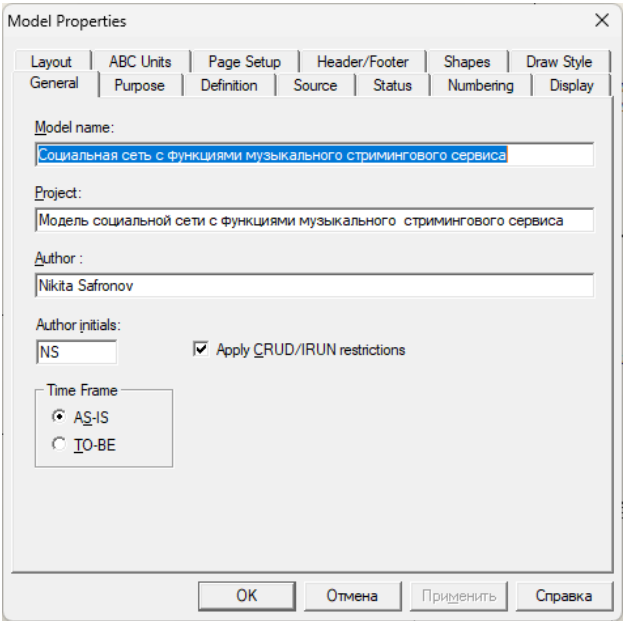 Model Properties
Layout ABC Units Page Setup Header/Footer Shapes Draw Style
General Purpose Definition Source Status Numbering Display
Model name:
Социальная сеть с функциями музыкального стримингового сервиса
Project:
Модель социальной сети с функциями музыкального стримингового сервиса
Author :
Nikita Safronov
Author initials:
NS
Apply CRUD/IRUN restrictions
Time Frame
AS-IS
TO-BE
OK Отмена Применить Справка